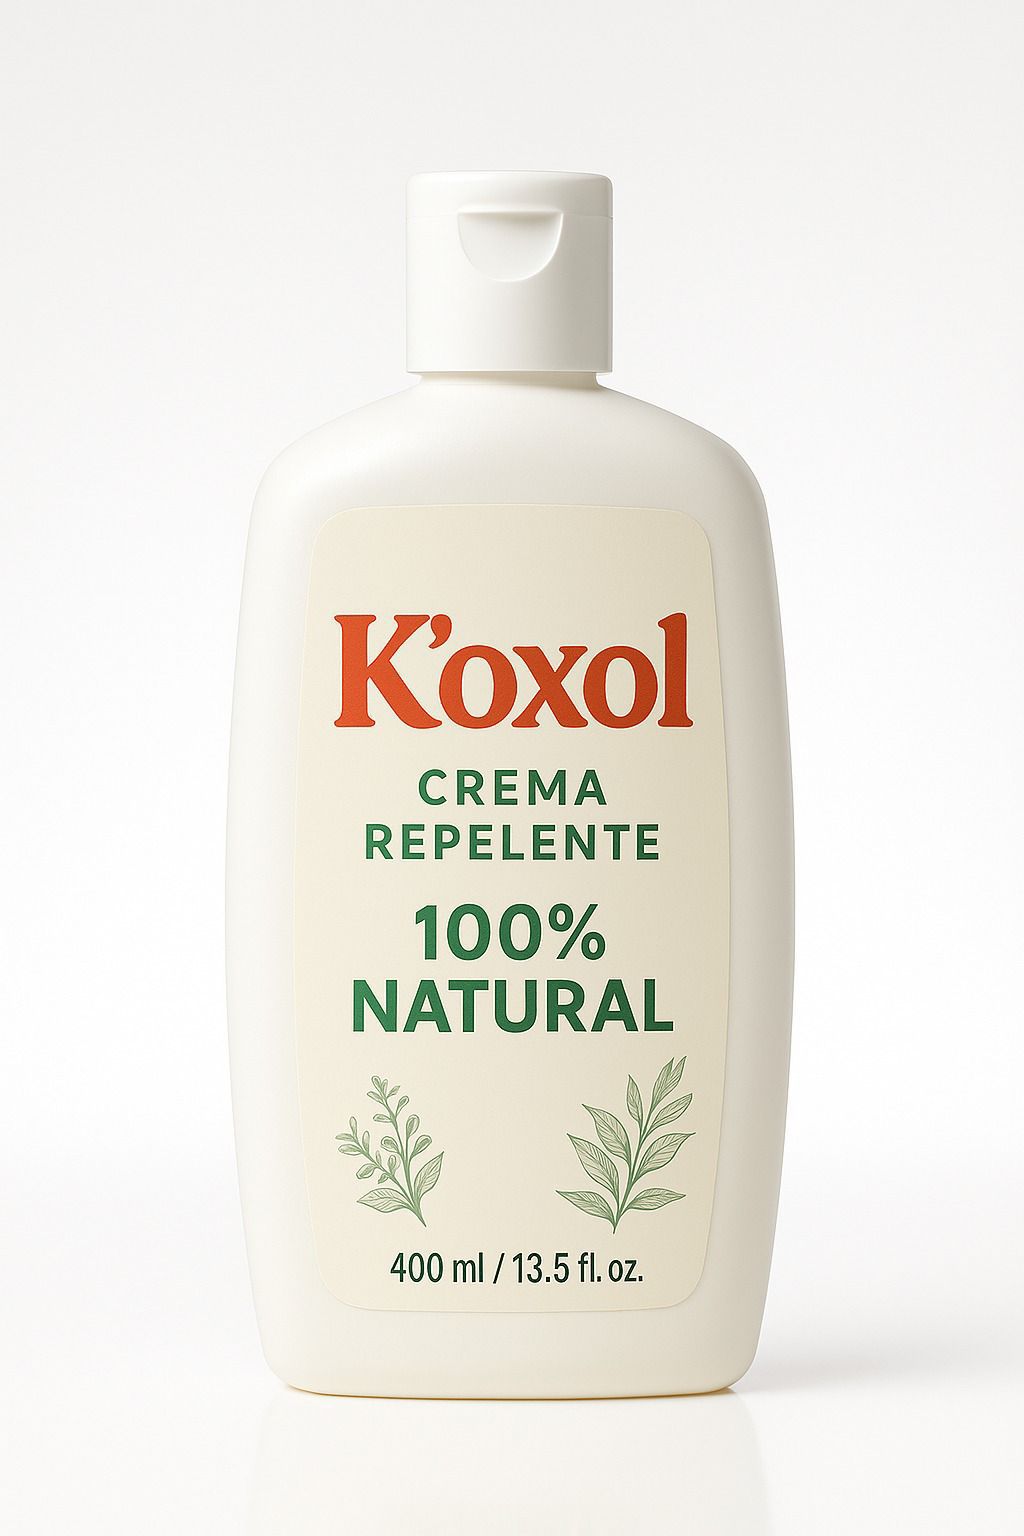 K'oxol
CREMA
REPELENTE
100%
NATURAL
400 ml / 13.5 fl. oz.